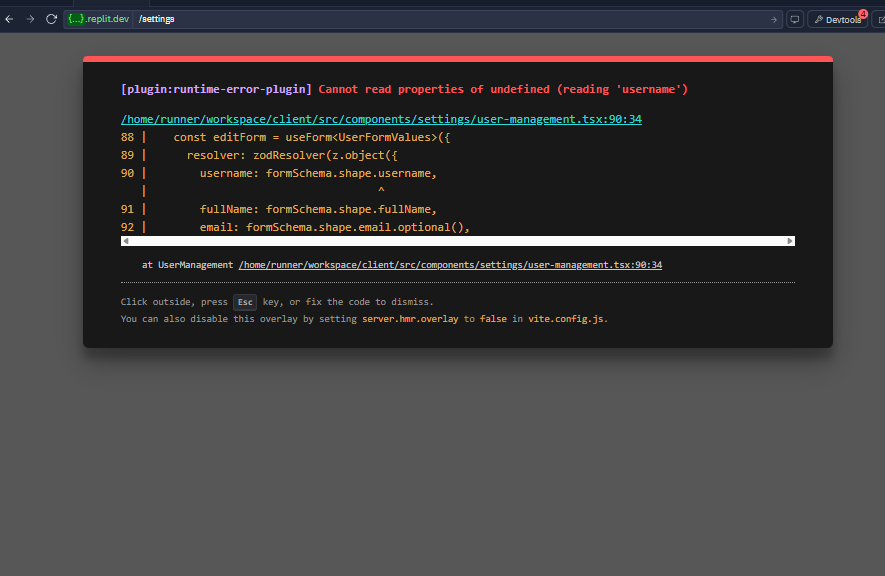 {...}.replit.dev /settings
Devtools 4
[plugin:runtime-error-plugin] Cannot read properties of undefined (reading 'username')
/home/runner/workspace/client/src/components/settings/user-management.tsx:90:34
88 | const editForm = useForm<UserFormValues>({
89 | resolver: zodResolver(z.object({
90 | username: formSchema.shape.username,
| ^
91 | fullName: formSchema.shape.fullName,
92 | email: formSchema.shape.email.optional(),
at UserManagement /home/runner/workspace/client/src/components/settings/user-management.tsx:90:34
Click outside, press Esc key, or fix the code to dismiss.
You can also disable this overlay by setting server.hmr.overlay to false in vite.config.js.